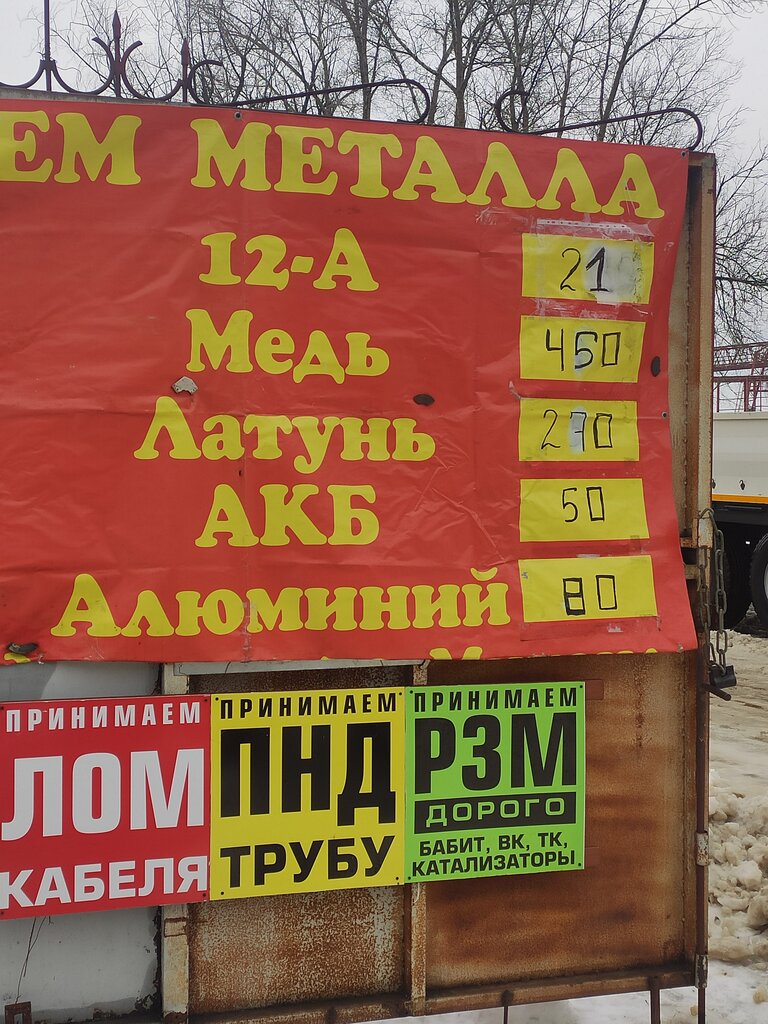 ЕМ МЕТАЛЛА
12-А 21
Медь 450
Латунь 270
АКБ 50
Алюминий 80
ПРИНИМАЕМ
ЛОМ
КАБЕЛЯ
ПРИНИМАЕМ
ПНД
ТРУБУ
ПРИНИМАЕМ
РЗМ
ДОРОГО
БАБИТ, ВК, ТК,
КАТАЛИЗАТОРЫ.